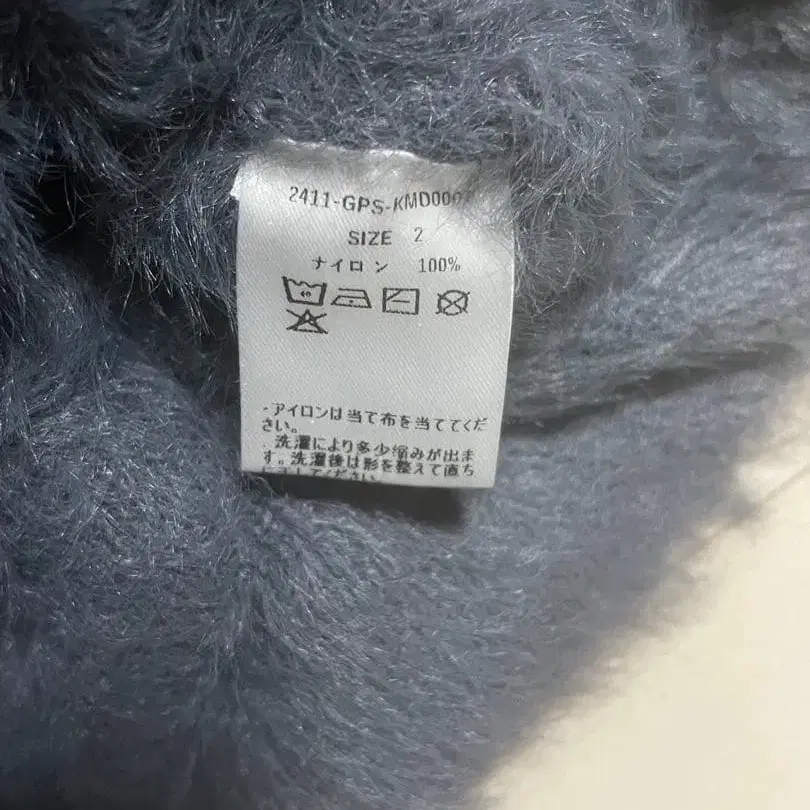 2411-GPS-KMD000
SIZE 2
ナイロン 100%
40
・アイロンは当て布を当ててくだ
さい。
・洗濯により多少縮みが出ま
す。洗濯後は形を整えて直ち